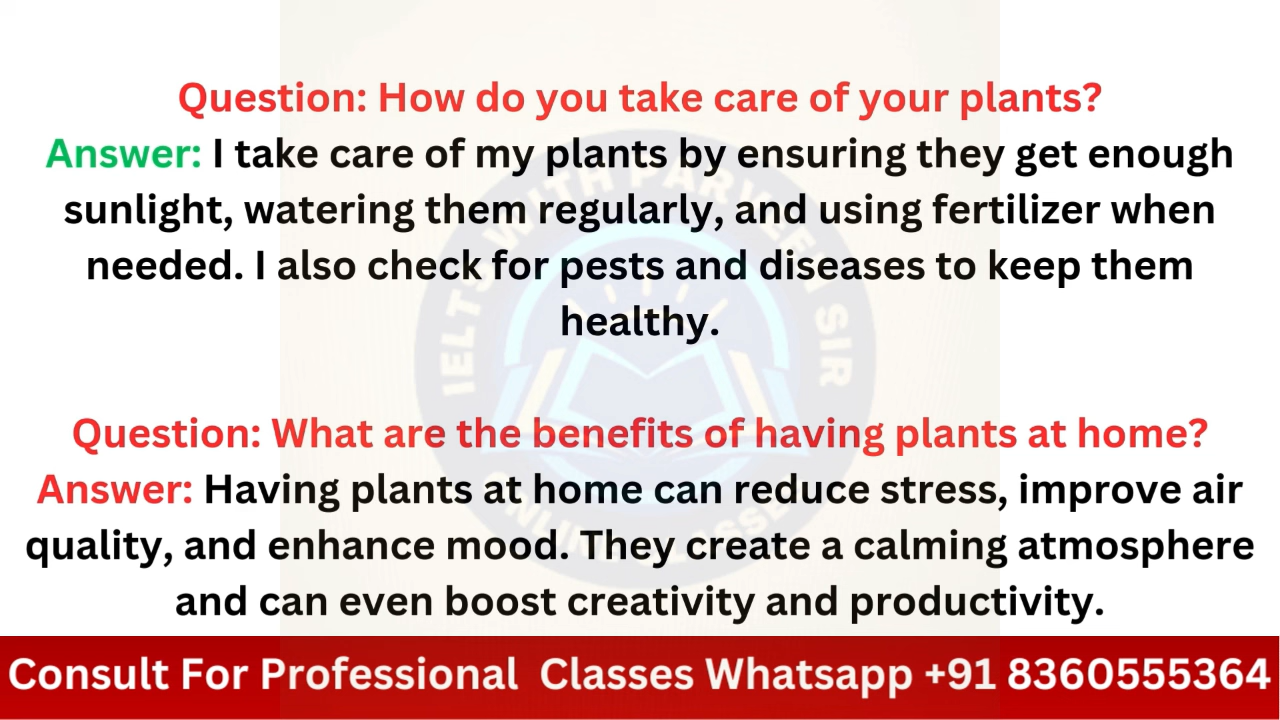 Question: How do you take care of your plants?
Answer: I take care of my plants by ensuring they get enough
sunlight, watering them regularly, and using fertilizer when
needed. I also check for pests and diseases to keep them
healthy.
Question: What are the benefits of having plants at home?
Answer: Having plants at home can reduce stress, improve air
quality, and enhance mood. They create a calming atmosphere
and can even boost creativity and productivity.
IELTS WITH PARVEEN SIR
Consult For Professional Classes Whatsapp +91 8360555364